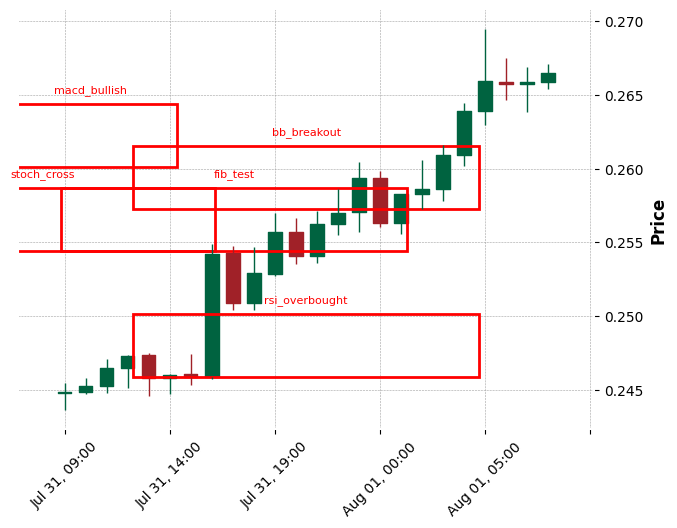 0.270
macd_bullish
0.265
bb_breakout
0.260
stoch_cross
fib_test
0.255
Price
rsi_overbought
0.250
0.245
Jul 31, 09:00
Jul 31, 14:00
Jul 31, 19:00
Aug 01, 00:00
Aug 01, 05:00